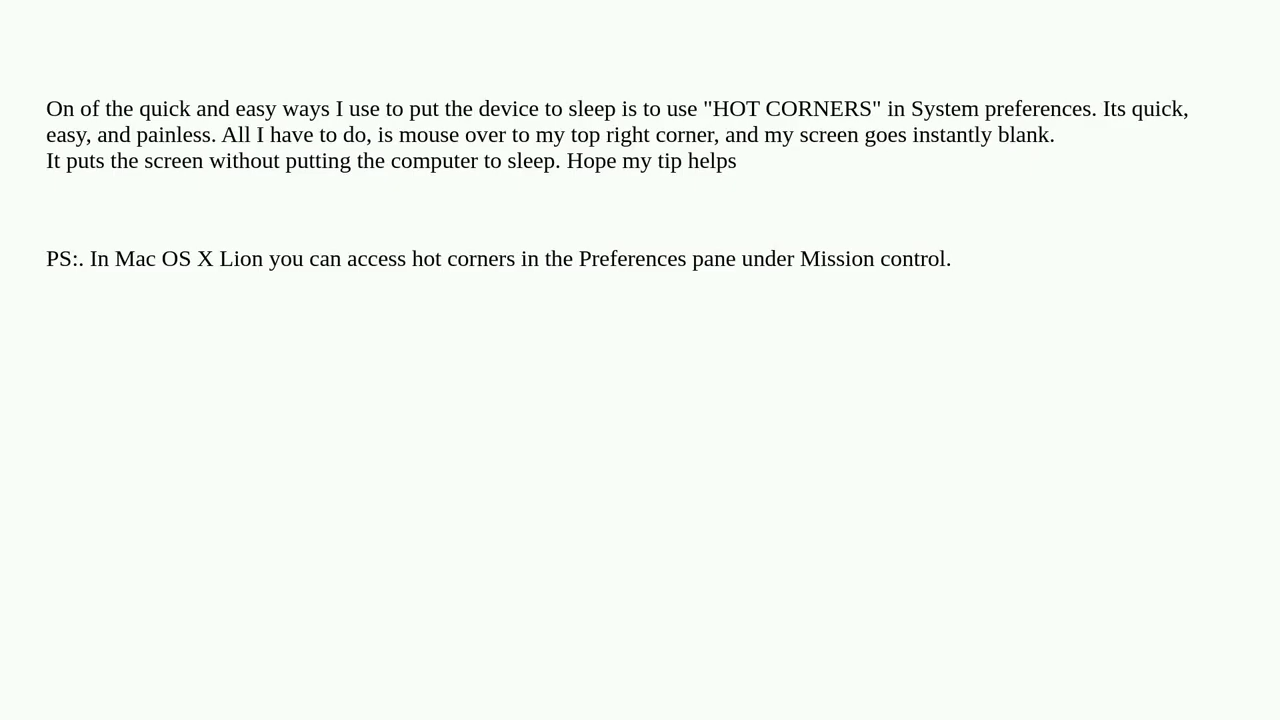 On of the quick and easy ways I use to put the device to sleep is to use "HOT CORNERS" in System preferences. Its quick,
easy, and painless. All I have to do, is mouse over to my top right corner, and my screen goes instantly blank.
It puts the screen without putting the computer to sleep. Hope my tip helps
PS:. In Mac OS X Lion you can access hot corners in the Preferences pane under Mission control.